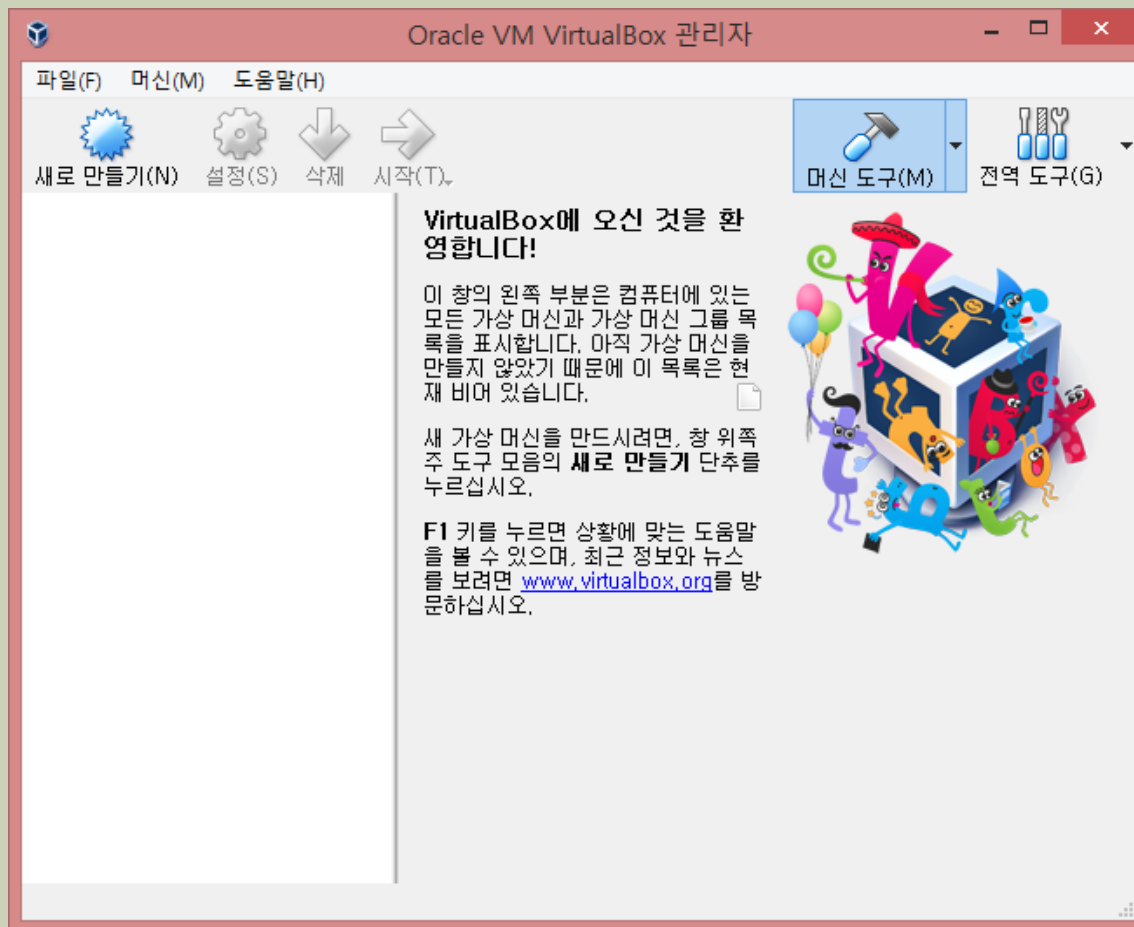 Oracle VM VirtualBox 관리자
파일(F) 머신(M) 도움말(H)
새로 만들기(N) 설정(S) 삭제 시작(T) 머신 도구(M) 전역 도구(G)
VirtualBox에 오신 것을 환
영합니다!
이 창의 왼쪽 부분은 컴퓨터에 있는
모든 가상 머신과 가상 머신 그룹 목
록을 표시합니다. 아직 가상 머신을
만들지 않았기 때문에 이 목록은 현
재 비어 있습니다.
새 가상 머신을 만드시려면, 창 위쪽
주 도구 모음의 새로 만들기 단추를
누르십시오.
F1 키를 누르면 상황에 맞는 도움말
을 볼 수 있으며, 최근 정보와 뉴스
를 보려면 www.virtualbox.org를 방
문하십시오.